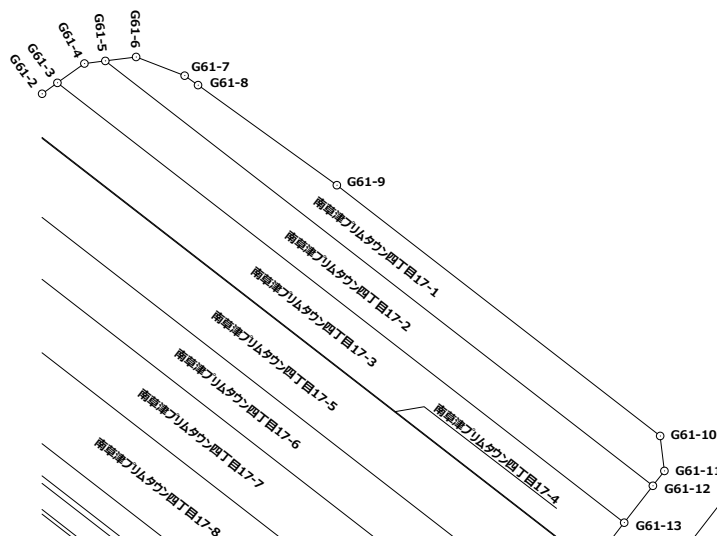 G61-2
G61-3
G61-4
G61-5
G61-6
G61-7
G61-8
G61-9
南草津プリムタウン四丁目17-1
南草津プリムタウン四丁目17-2
南草津プリムタウン四丁目17-3
南草津プリムタウン四丁目17-5
南草津プリムタウン四丁目17-6
南草津プリムタウン四丁目17-7
南草津プリムタウン四丁目17-8
南草津プリムタウン四丁目17-4
G61-10
G61-11
G61-12
G61-13